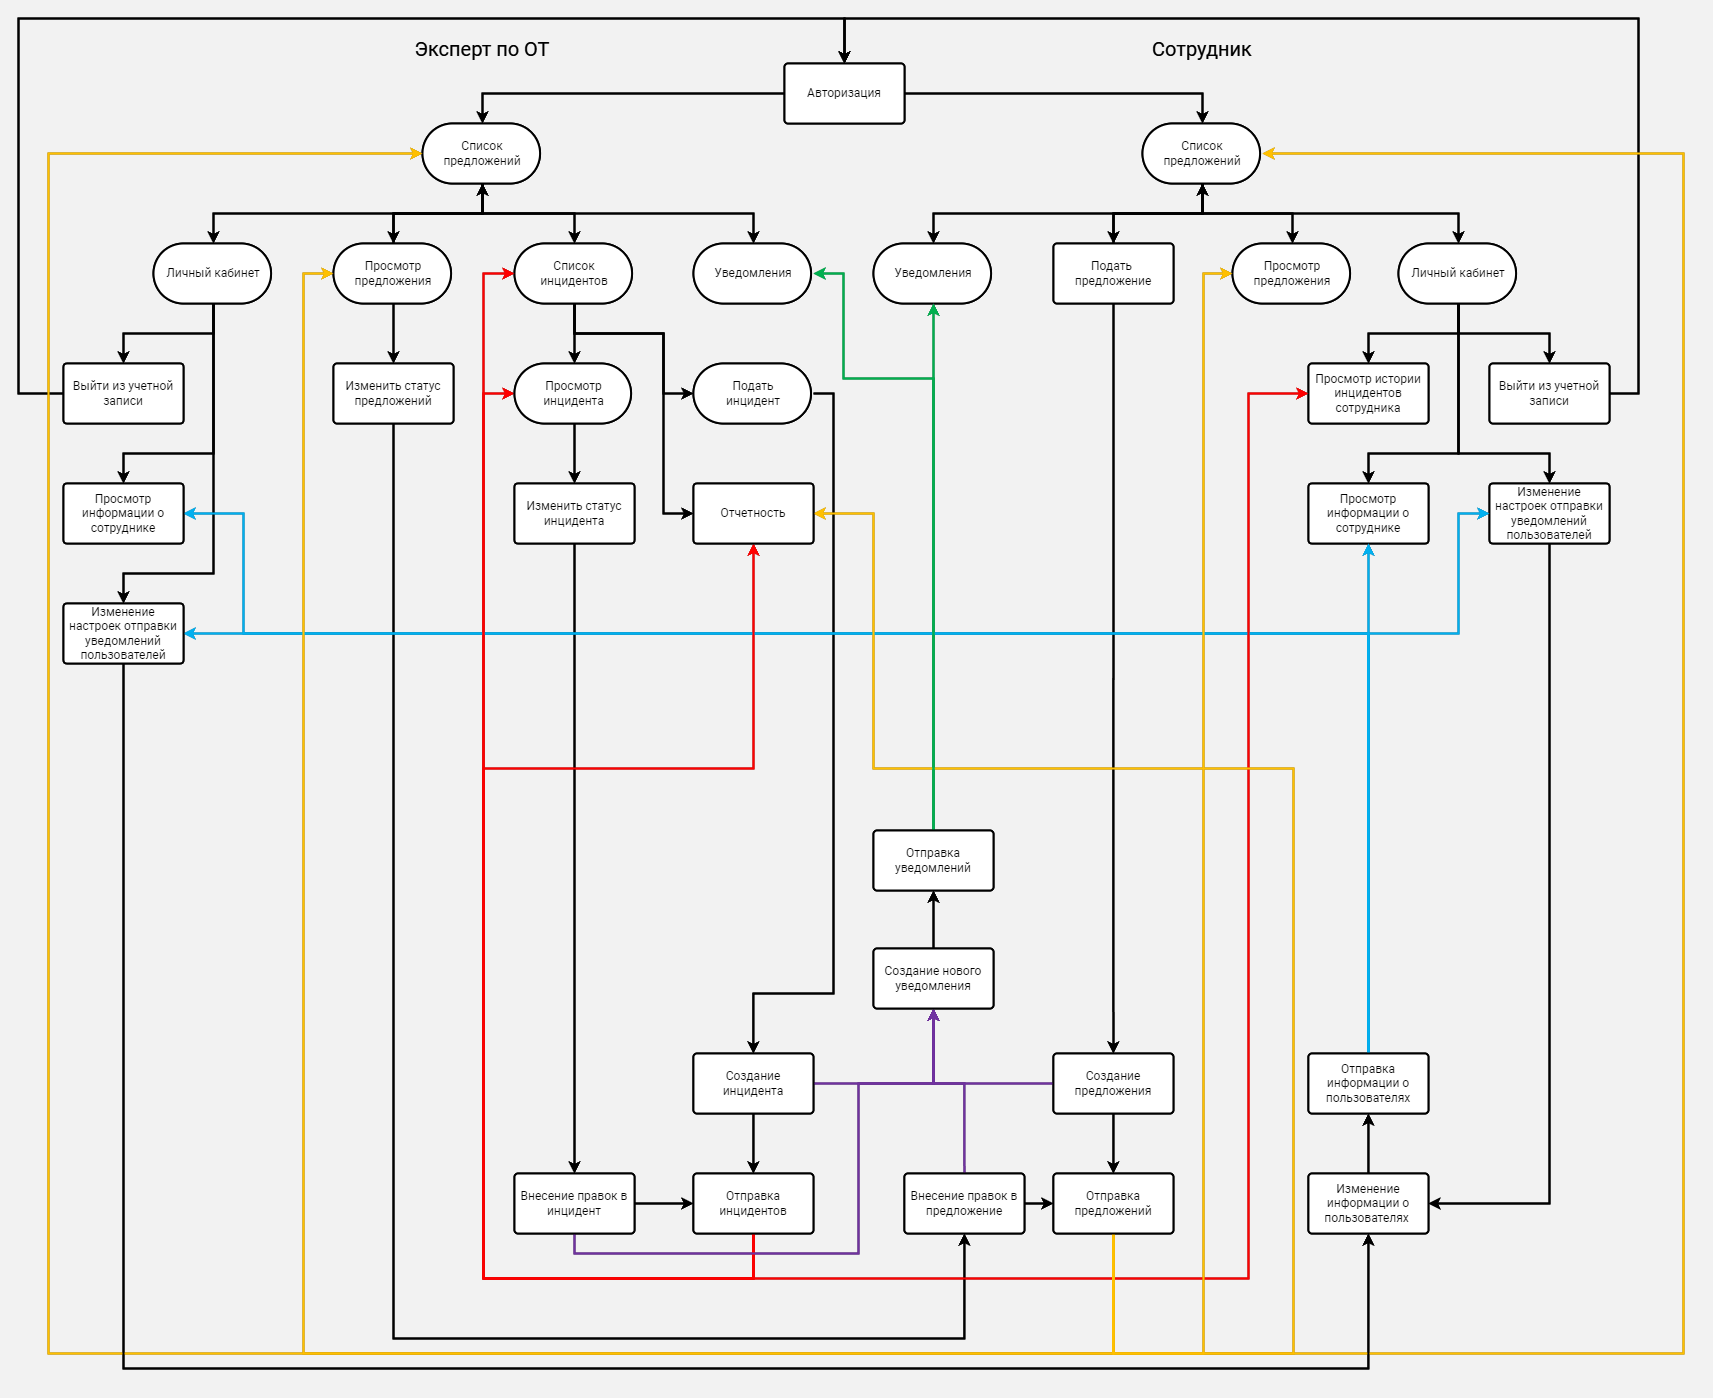 Эксперт по ОТ
Сотрудник
Авторизация
Список
предложений
Список
предложений
Личный кабинет
Просмотр
предложения
Список
инцидентов
Уведомления
Уведомления
Подать
предложение
Просмотр
предложения
Личный кабинет
Выйти из учетной
записи
Изменить статус
предложений
Просмотр
инцидента
Подать
инцидент
Просмотр истории
инцидентов
сотрудника
Выйти из учетной
записи
Просмотр
информации о
сотруднике
Изменить статус
инцидента
Отчетность
Просмотр
информации о
сотруднике
Изменение
настроек отправки
уведомлений
пользователей
Изменение
настроек отправки
уведомлений
пользователей
Отправка
уведомлений
Создание нового
уведомления
Создание
инцидента
Создание
предложения
Отправка
информации о
пользователях
Внесение правок в
инцидент
Отправка
инцидентов
Внесение правок в
предложение
Отправка
предложений
Изменение
информации о
пользователях